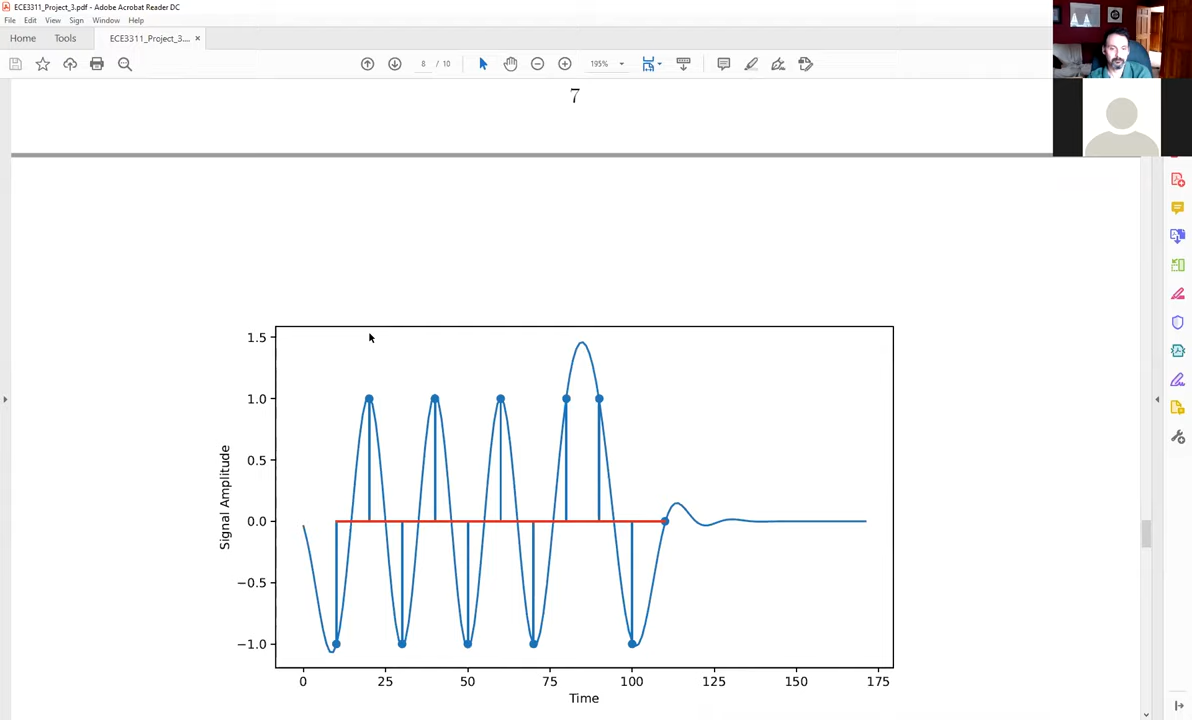 ECE3311_Project_3.pdf - Adobe Acrobat Reader DC
File Edit View Sign Window Help
Home Tools ECE3311_Project_3.... ×
8 / 10 195%
7
1.5
1.0
0.5
0.0
−0.5
−1.0
Signal Amplitude
0 25 50 75 100 125 150 175
Time